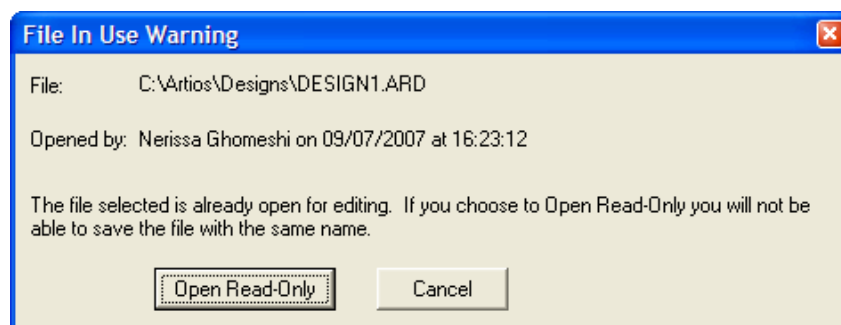 File In Use Warning
File: C:\Artios\Designs\DESIGN1.ARD
Opened by: Nerissa Ghomeshi on 09/07/2007 at 16:23:12
The file selected is already open for editing. If you choose to Open Read-Only you will not be
able to save the file with the same name.
Open Read-Only Cancel